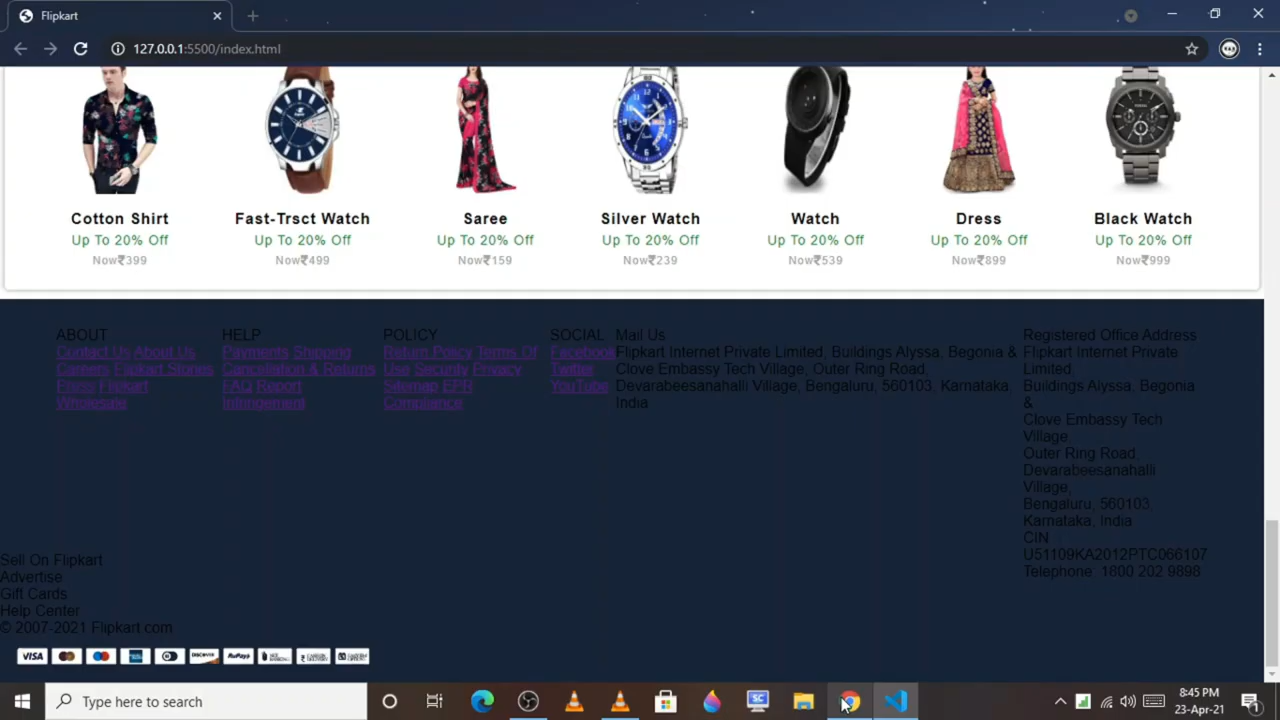 Flipkart
127.0.0.1:5500/index.html
Cotton Shirt
Up To 20% Off
Now₹399
Fast-Trsct Watch
Up To 20% Off
Now₹499
Saree
Up To 20% Off
Now₹159
Silver Watch
Up To 20% Off
Now₹239
Watch
Up To 20% Off
Now₹539
Dress
Up To 20% Off
Now₹899
Black Watch
Up To 20% Off
Now₹999
ABOUT
Contact Us About Us
Careers Flipkart Stories
Press Flipkart
Wholesale
HELP
Payments Shipping
Cancellation & Returns
FAQ Report
Infringement
POLICY
Return Policy Terms Of
Use Security Privacy
Sitemap EPR
Compliance
SOCIAL
Facebook
Twitter
YouTube
Mail Us
Flipkart Internet Private Limited, Buildings Alyssa, Begonia &
Clove Embassy Tech Village, Outer Ring Road,
Devarabeesanahalli Village, Bengaluru, 560103, Karnataka,
India
Registered Office Address
Flipkart Internet Private
Limited,
Buildings Alyssa, Begonia
&
Clove Embassy Tech
Village,
Outer Ring Road,
Devarabeesanahalli
Village,
Bengaluru, 560103
Karnataka, India
CIN
U51109KA2012PTC066107
Telephone: 1800 202 9898
Sell On Flipkart
Advertise
Gift Cards
Help Center
© 2007-2021 Flipkart.com
VISA
DISCOVER
RuPay
Type here to search
SC
8:45 PM
23-Apr-21
1